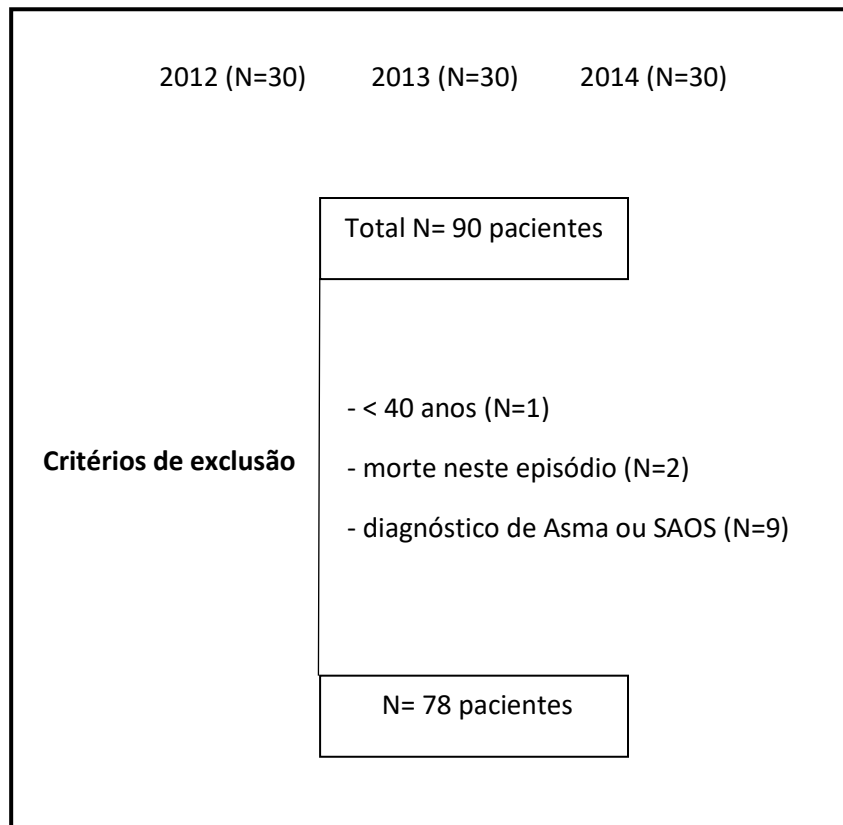 2012 (N=30) 2013 (N=30) 2014 (N=30)
Total N= 90 pacientes
Critérios de exclusão
- < 40 anos (N=1)
- morte neste episódio (N=2)
- diagnóstico de Asma ou SAOS (N=9)
N= 78 pacientes